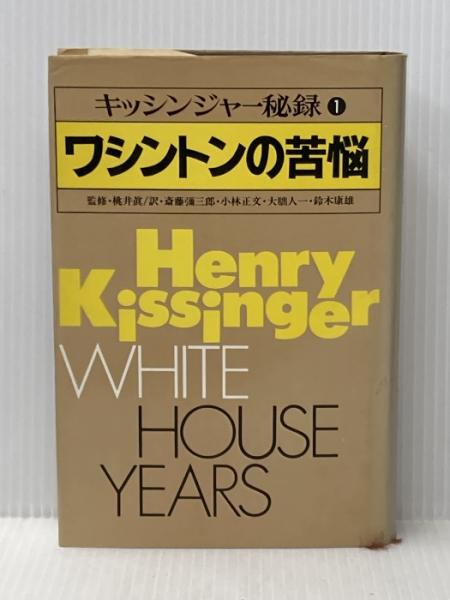 キッシンジャー秘録❶
ワシントンの苦悩
監修・桃井眞/訳・斎藤彌三郎・小林正文・大朏人一・鈴木康雄
Henry
Kissinger
WHITE
HOUSE
YEARS